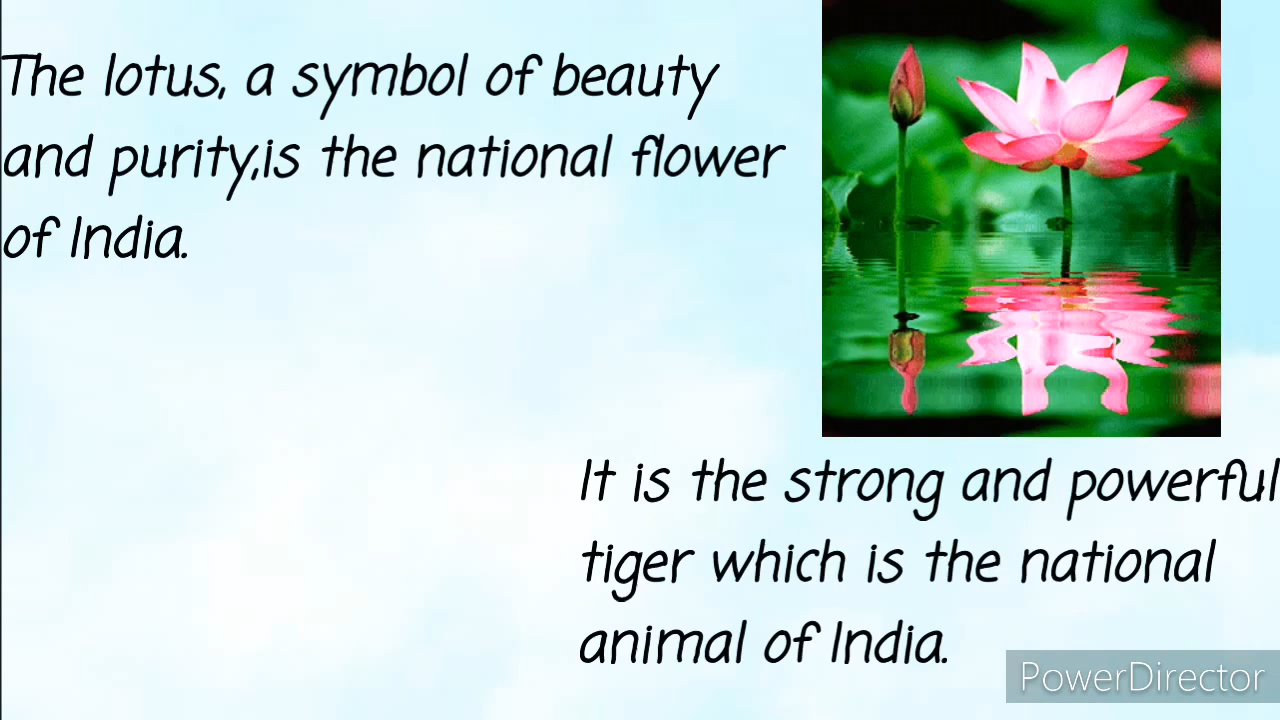 The lotus, a symbol of beauty
and purity,is the national flower
of India.
It is the strong and powerful
tiger which is the national
animal of India.
PowerDirector